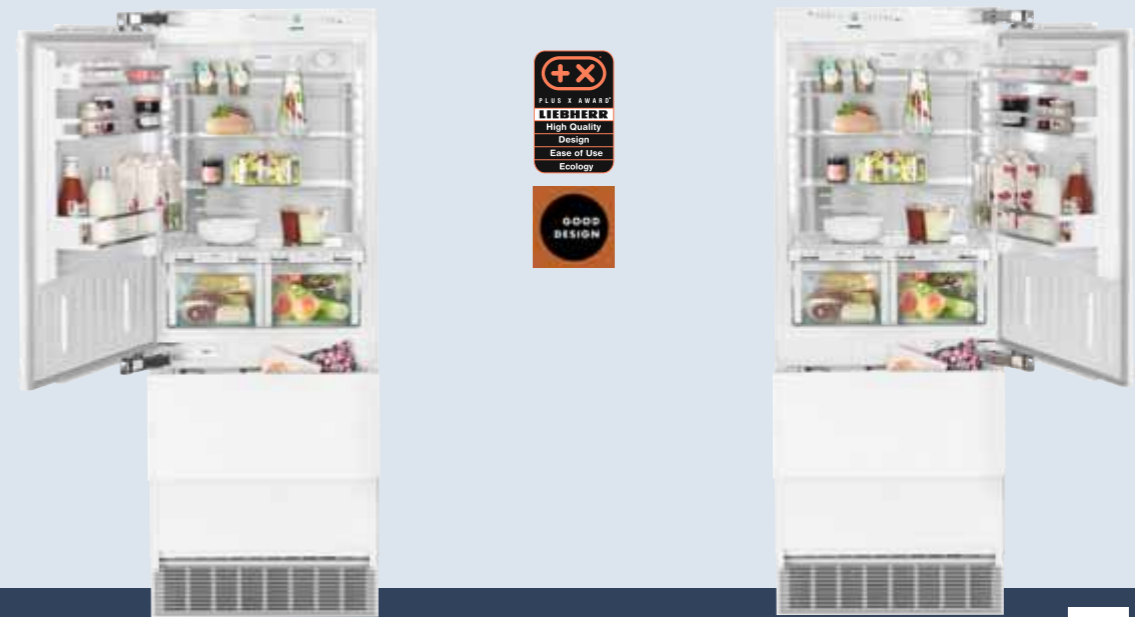 PLUS X AWARD
LIEBHERR
High Quality
Design
Ease of Use
Ecology
GOOD
DESIGN